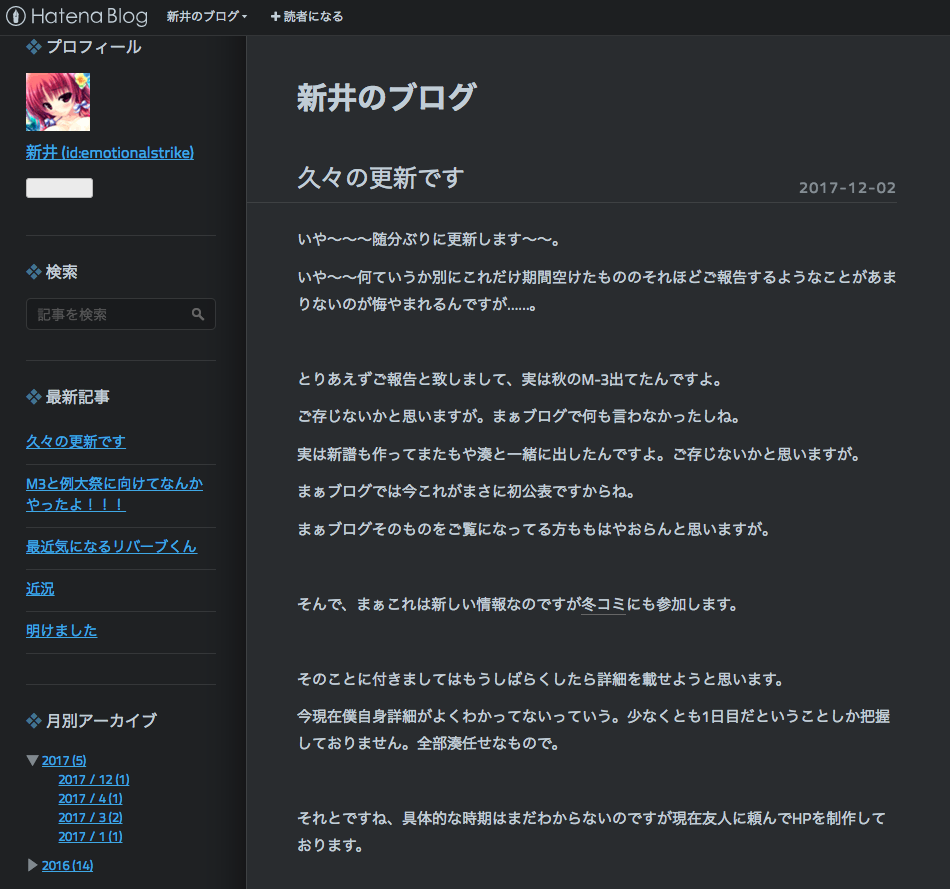 Hatena Blog 新井のブログ 読者になる
プロフィール
新井 (id:emotionalstrike)
検索
記事を検索
最新記事
久々の更新です
M3と例大祭に向けてなんか
やったよ！！！
最近気になるリバーブくん
近況
明けました
月別アーカイブ
▼ 2017 (5)
2017 / 12 (1)
2017 / 4 (1)
2017 / 3 (2)
2017 / 1 (1)
▶ 2016 (14)
新井のブログ
久々の更新です
2017-12-02
いや〜〜〜随分ぶりに更新します〜〜。
いや〜〜何ていうか別にこれだけ期間空けたもののそれほどご報告するようなことがあま
りないのが悔やまれるんですが......。
とりあえずご報告と致しまして、実は秋のM-3出てたんですよ。
ご存じないかと思いますが。まぁブログで何も言わなかったしね。
実は新譜も作ってまたもや湊と一緒に出したんですよ。ご存じないかと思いますが。
まぁブログでは今これがまさに初公表ですからね。
まぁブログそのものをご覧になってる方ももはやおらんと思いますが。
そんで、まぁこれは新しい情報なのですが冬コミにも参加します。
そのことに付きましてはもうしばらくしたら詳細を載せようと思います。
今現在僕自身詳細がよくわかってないっていう。少なくとも1日目だということしか把握
しておりません。全部湊任せなもので。
それとですね、具体的な時期はまだわからないのですが現在友人に頼んでHPを制作して
おります。